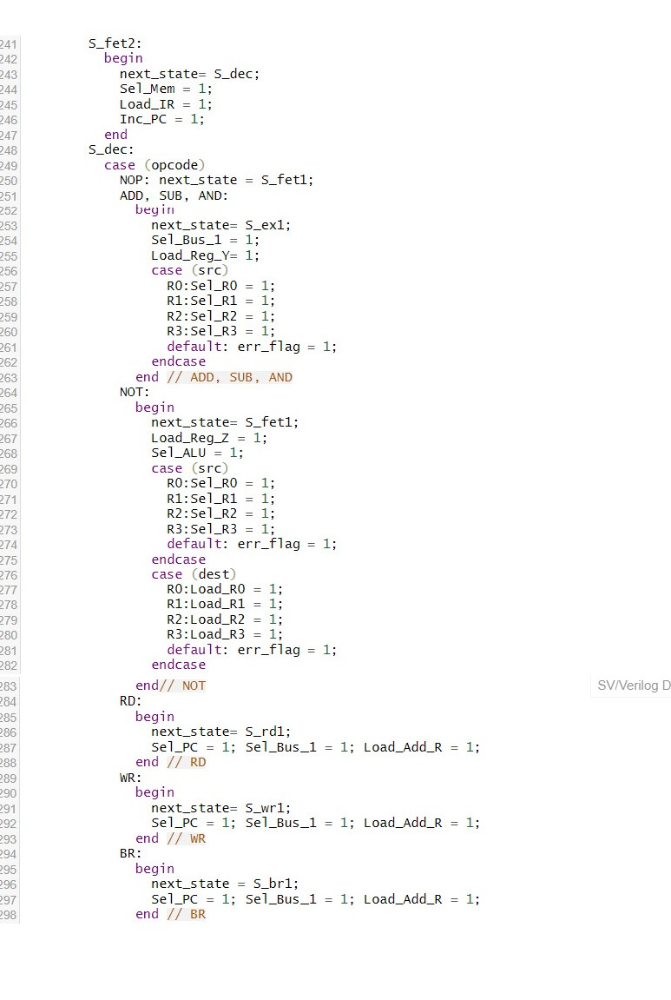 241 S_fet2:
242 begin
243 next_state= S_dec;
244 Sel_Mem = 1;
245 Load_IR = 1;
246 Inc_PC = 1;
247 end
248 S_dec:
249 case (opcode)
250 NOP: next_state = S_fet1;
251 ADD, SUB, AND:
252 begin
253 next_state= S_ex1;
254 Sel_Bus_1 = 1;
255 Load_Reg_Y= 1;
256 case (src)
257 R0:Sel_R0 = 1;
258 R1:Sel_R1 = 1;
259 R2:Sel_R2 = 1;
260 R3:Sel_R3 = 1;
261 default: err_flag = 1;
262 endcase
263 end // ADD, SUB, AND
264 NOT:
265 begin
266 next_state= S_fet1;
267 Load_Reg_Z = 1;
268 Sel_ALU = 1;
269 case (src)
270 R0:Sel_R0 = 1;
271 R1:Sel_R1 = 1;
272 R2:Sel_R2 = 1;
273 R3:Sel_R3 = 1;
274 default: err_flag = 1;
275 endcase
276 case (dest)
277 R0:Load_R0 = 1;
278 R1:Load_R1 = 1;
279 R2:Load_R2 = 1;
280 R3:Load_R3 = 1;
281 default: err_flag = 1;
282 endcase
283 end// NOT SV/Verilog D
284 RD:
285 begin
286 next_state= S_rd1;
287 Sel_PC = 1; Sel_Bus_1 = 1; Load_Add_R = 1;
288 end // RD
289 WR:
290 begin
291 next_state= S_wr1;
292 Sel_PC = 1; Sel_Bus_1 = 1; Load_Add_R = 1;
293 end // WR
294 BR:
295 begin
296 next_state = S_br1;
297 Sel_PC = 1; Sel_Bus_1 = 1; Load_Add_R = 1;
298 end // BR